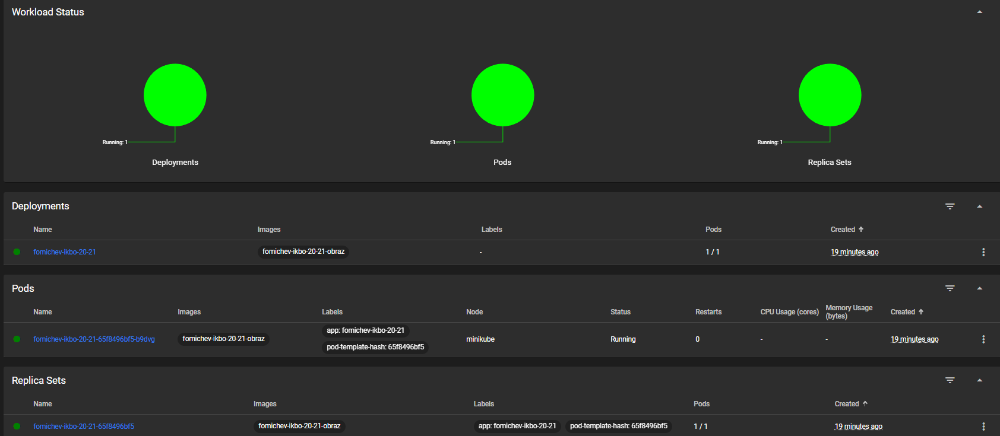 Workload Status
Running: 1
Running: 1
Running: 1
Deployments
Pods
Replica Sets
Deployments
Name Images Labels Pods Created
fomichev-ikbo-20-21 fomichev-ikbo-20-21-obraz - 1 / 1 19 minutes ago
Pods
Name Images Labels Node Status Restarts CPU Usage (cores) Memory Usage (bytes) Created
fomichev-ikbo-20-21-65f8496bf5-b9dvg fomichev-ikbo-20-21-obraz app: fomichev-ikbo-20-21 pod-template-hash: 65f8496bf5 minikube Running 0 - - 19 minutes ago
Replica Sets
Name Images Labels Pods Created
fomichev-ikbo-20-21-65f8496bf5 fomichev-ikbo-20-21-obraz app: fomichev-ikbo-20-21 pod-template-hash: 65f8496bf5 1 / 1 19 minutes ago